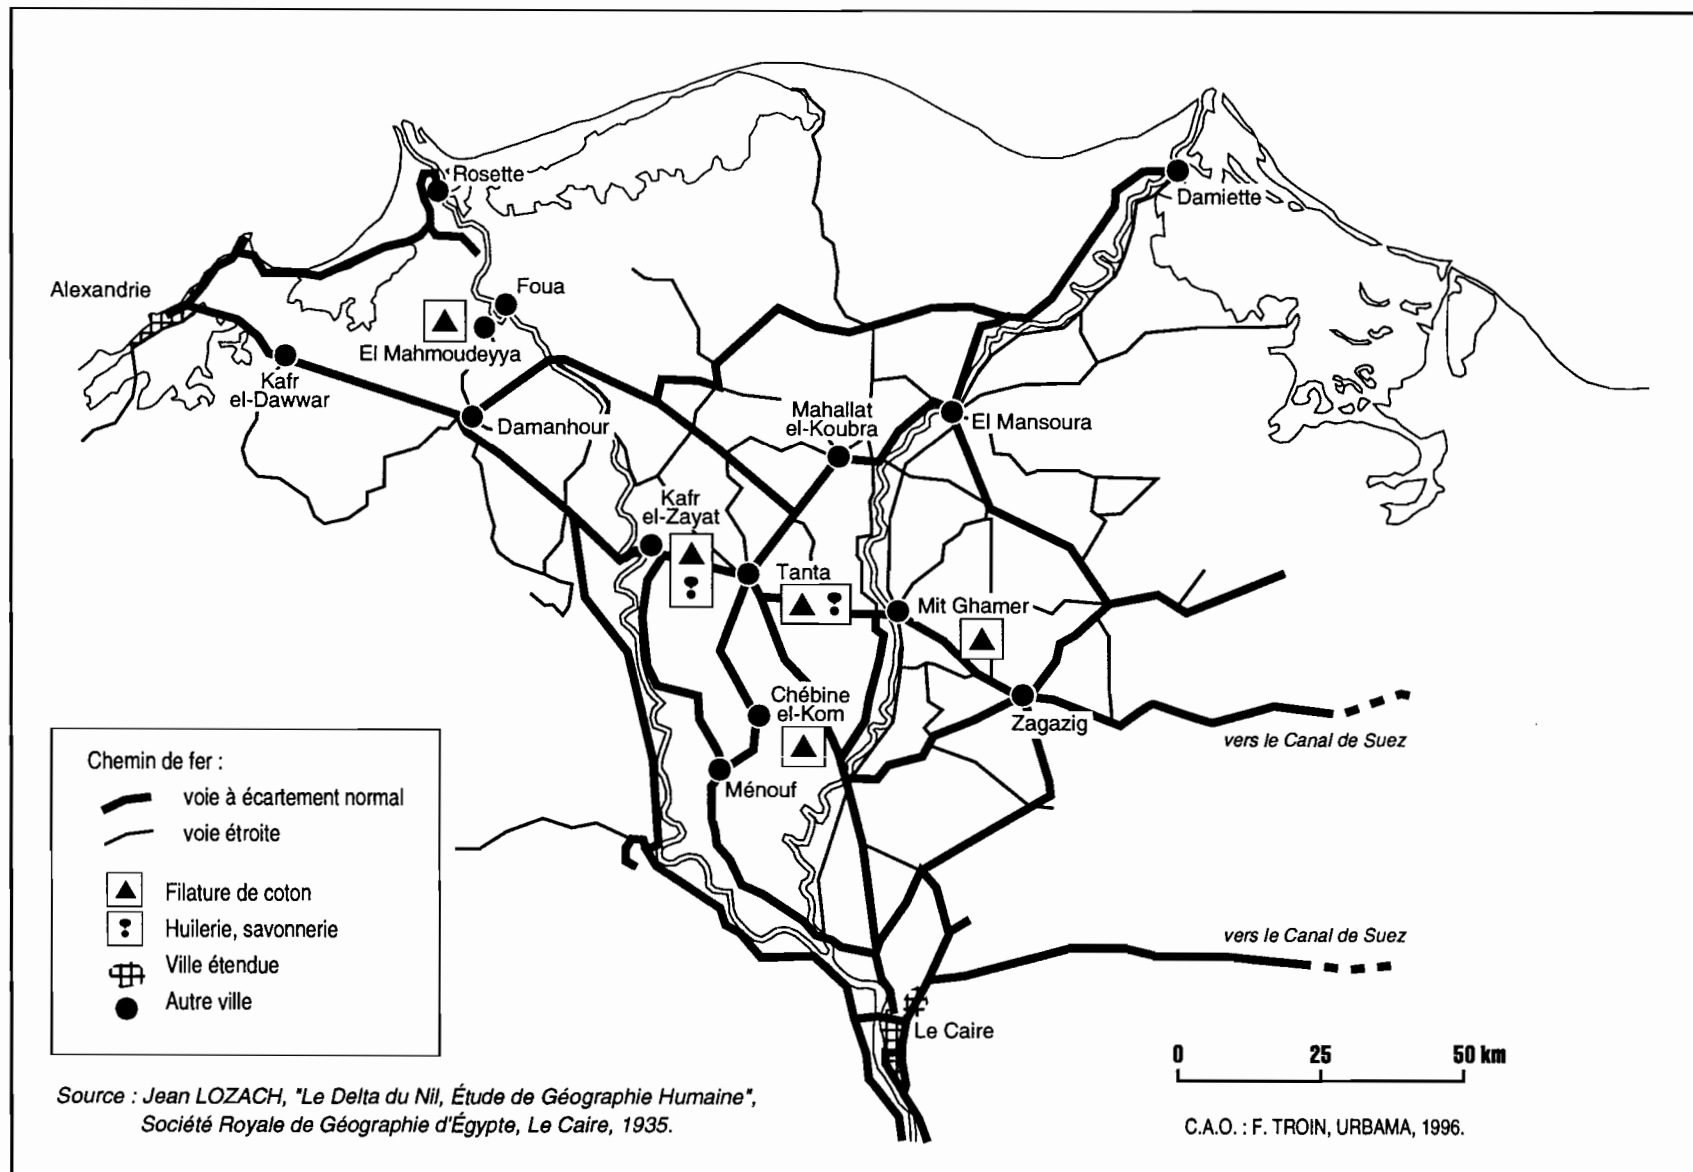 Rosette
Damiette
Alexandrie
Foua
El Mahmoudeyya
Kafr
el-Dawwar
Damanhour
Mahallat
el-Koubra
El Mansoura
Kafr
el-Zayat
Tanta
Mit Ghamer
Chébine
el-Kom
Zagazig
vers le Canal de Suez
Ménouf
Chemin de fer :
voie à écartement normal
voie étroite
Filature de coton
Huilerie, savonnerie
Ville étendue
Autre ville
vers le Canal de Suez
Le Caire
0 25 50 km
Source : Jean LOZACH, "Le Delta du Nil, Étude de Géographie Humaine",
Société Royale de Géographie d'Égypte, Le Caire, 1935.
C.A.O. : F. TROIN, URBAMA, 1996.